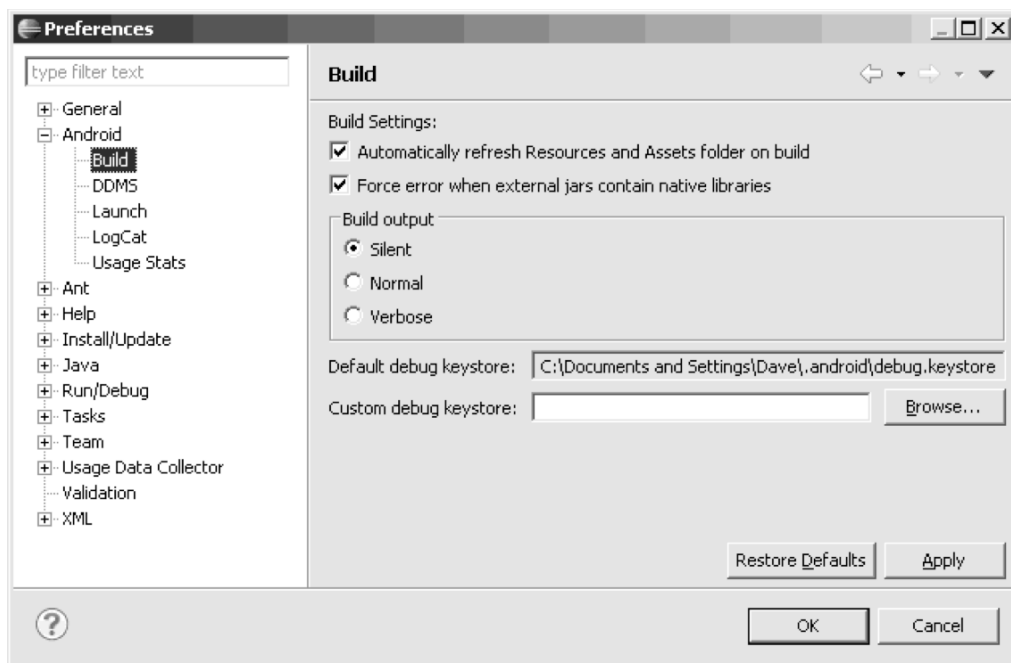 Preferences
type filter text
General
Android
Build
DDMS
Launch
LogCat
Usage Stats
Ant
Help
Install/Update
Java
Run/Debug
Tasks
Team
Usage Data Collector
Validation
XML
Build
Build Settings:
Automatically refresh Resources and Assets folder on build
Force error when external jars contain native libraries
Build output
Silent
Normal
Verbose
Default debug keystore: C:\Documents and Settings\Dave\.android\debug.keystore
Custom debug keystore: Browse...
Restore Defaults Apply
? OK Cancel